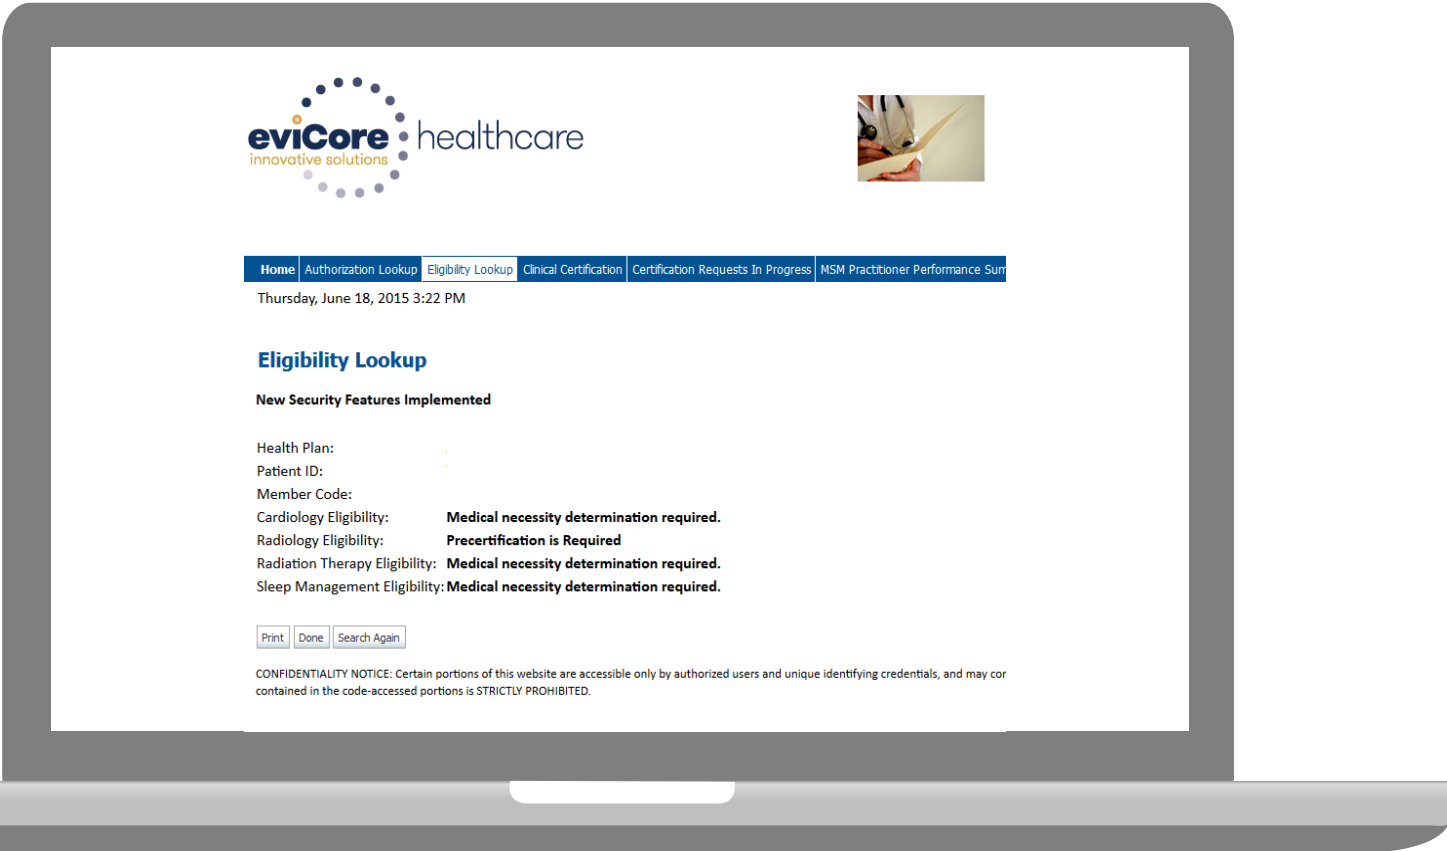 eviCore healthcare
innovative solutions
Home Authorization Lookup Eligibility Lookup Clinical Certification Certification Requests In Progress MSM Practitioner Performance Sum
Thursday, June 18, 2015 3:22 PM
Eligibility Lookup
New Security Features Implemented
Health Plan:
Patient ID:
Member Code:
Cardiology Eligibility: Medical necessity determination required.
Radiology Eligibility: Precertification is Required
Radiation Therapy Eligibility: Medical necessity determination required.
Sleep Management Eligibility: Medical necessity determination required.
Print Done Search Again
CONFIDENTIALITY NOTICE: Certain portions of this website are accessible only by authorized users and unique identifying credentials, and may cor
contained in the code-accessed portions is STRICTLY PROHIBITED.